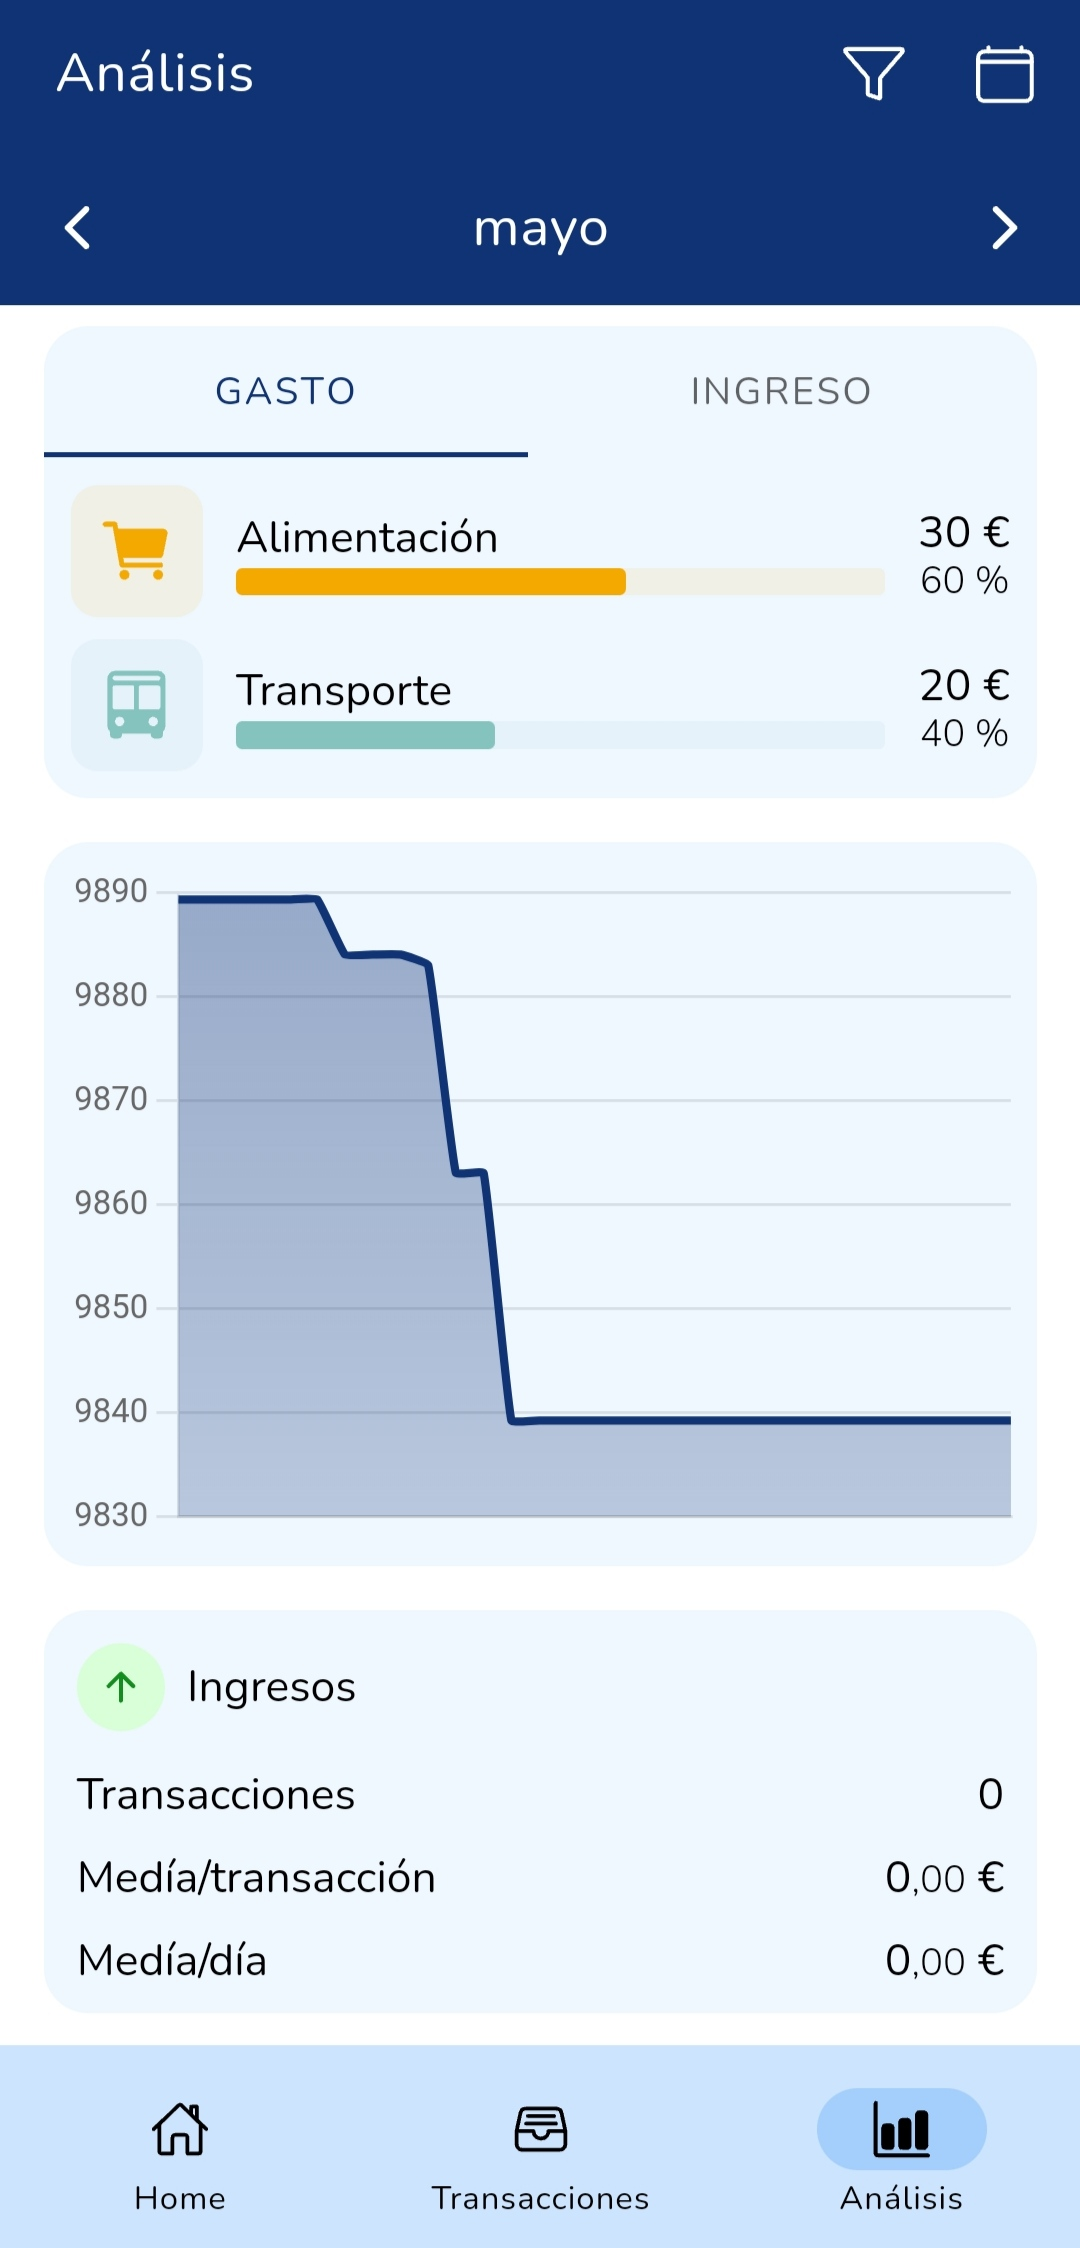 Análisis
mayo
GASTO INGRESO
Alimentación 30 €
60 %
Transporte 20 €
40 %
9890
9880
9870
9860
9850
9840
9830
Ingresos
Transacciones 0
Medía/transacción 0,00 €
Medía/día 0,00 €
Home Transacciones Análisis